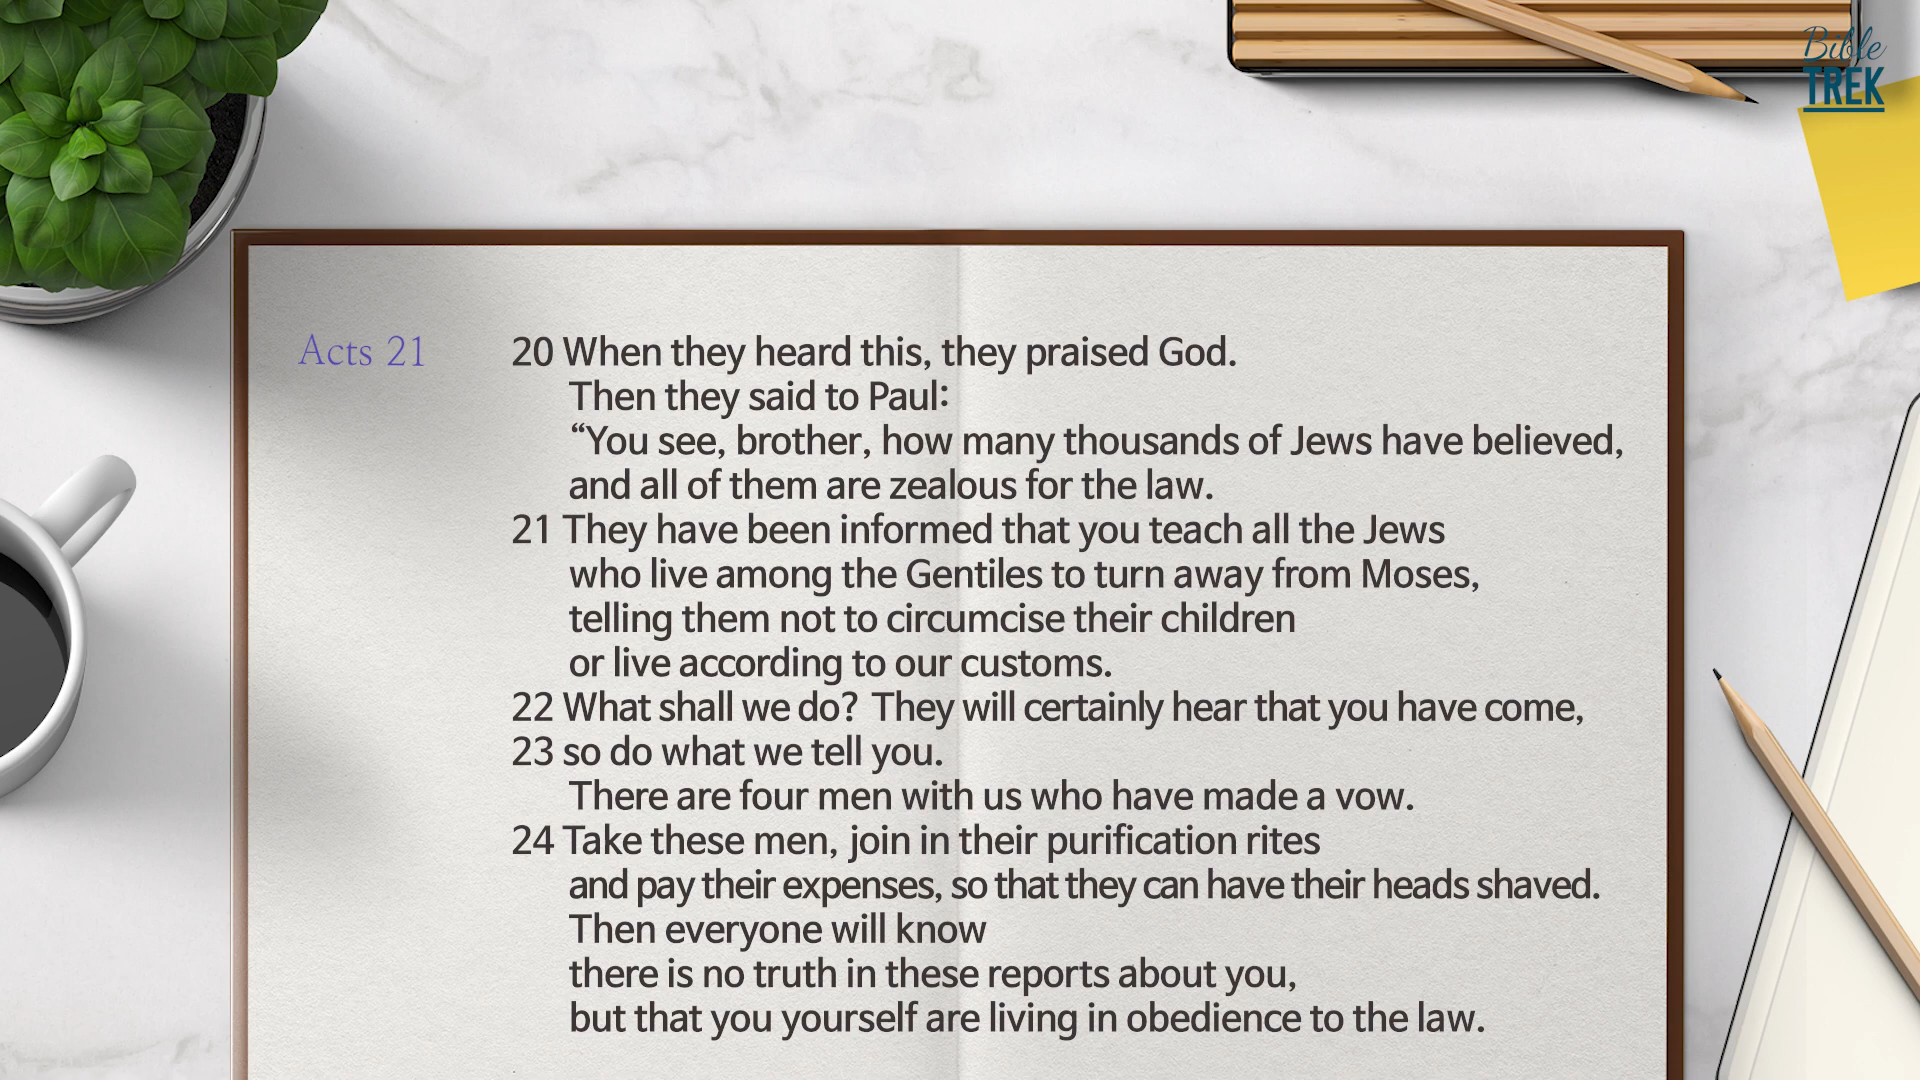 Bible
TREK
Acts 21
20 When they heard this, they praised God.
Then they said to Paul:
“You see, brother, how many thousands of Jews have believed,
and all of them are zealous for the law.
21 They have been informed that you teach all the Jews
who live among the Gentiles to turn away from Moses,
telling them not to circumcise their children
or live according to our customs.
22 What shall we do? They will certainly hear that you have come,
23 so do what we tell you.
There are four men with us who have made a vow.
24 Take these men, join in their purification rites
and pay their expenses, so that they can have their heads shaved.
Then everyone will know
there is no truth in these reports about you,
but that you yourself are living in obedience to the law.